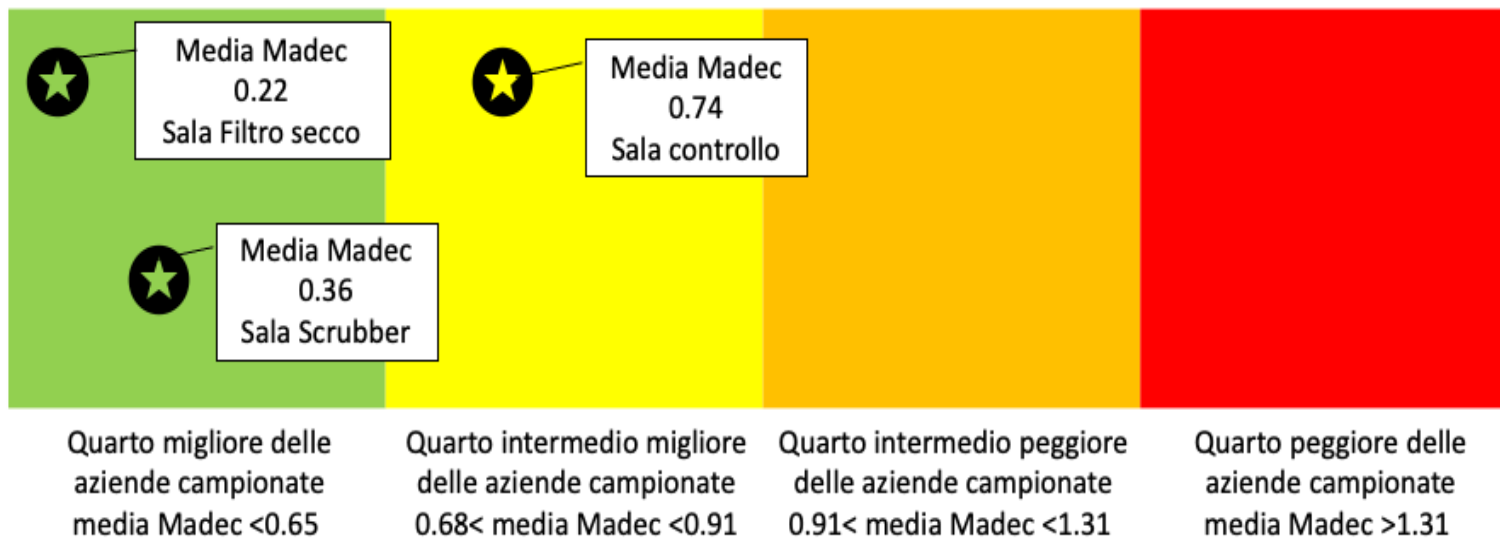 Media Madec
0.22
Sala Filtro secco
Media Madec
0.74
Sala controllo
Media Madec
0.36
Sala Scrubber
Quarto migliore delle
aziende campionate
media Madec <0.65
Quarto intermedio migliore
delle aziende campionate
0.68< media Madec <0.91
Quarto intermedio peggiore
delle aziende campionate
0.91< media Madec <1.31
Quarto peggiore delle
aziende campionate
media Madec >1.31